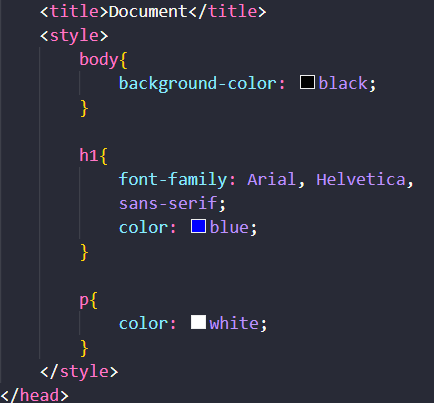 <title>Document</title>
<style>
body{
background-color: black;
}
h1{
font-family: Arial, Helvetica,
sans-serif;
color: blue;
}
p{
color: white;
}
</style>
</head>